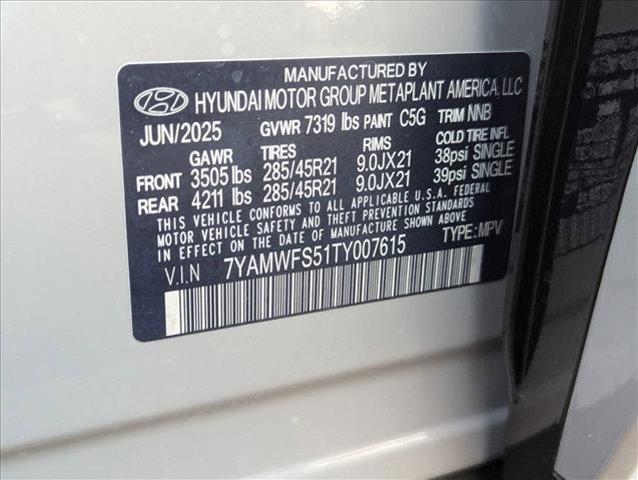 MANUFACTURED BY
HYUNDAI MOTOR GROUP METAPLANT AMERICA, LLC
JUN/2025 GVWR 7319 lbs PAINT C5G TRIM NNB
GAWR TIRES RIMS COLD TIRE INFL
FRONT 3505 lbs 285/45R21 9.0JX21 38psi SINGLE
REAR 4211 lbs 285/45R21 9.0JX21 39psi SINGLE
THIS VEHICLE CONFORMS TO ALL APPLICABLE U.S.A. FEDERAL
MOTOR VEHICLE SAFETY AND THEFT PREVENTION STANDARDS
IN EFFECT ON THE DATE OF MANUFACTURE SHOWN ABOVE.
V.I.N 7YAMWFS51TY007615 TYPE: MPV